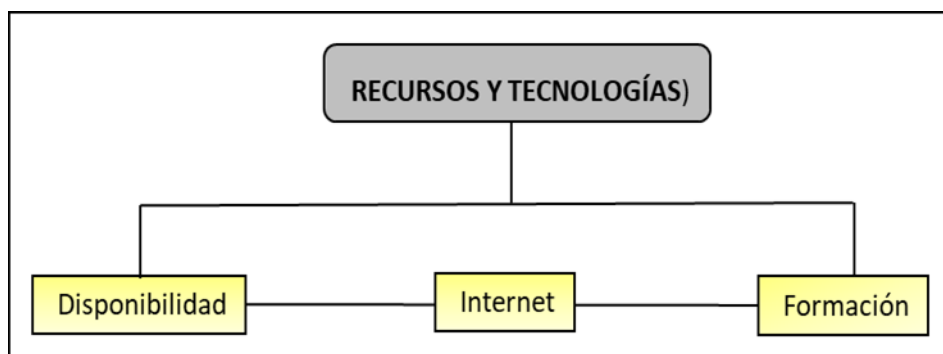 RECURSOS Y TECNOLOGÍAS)
Disponibilidad
Internet
Formación